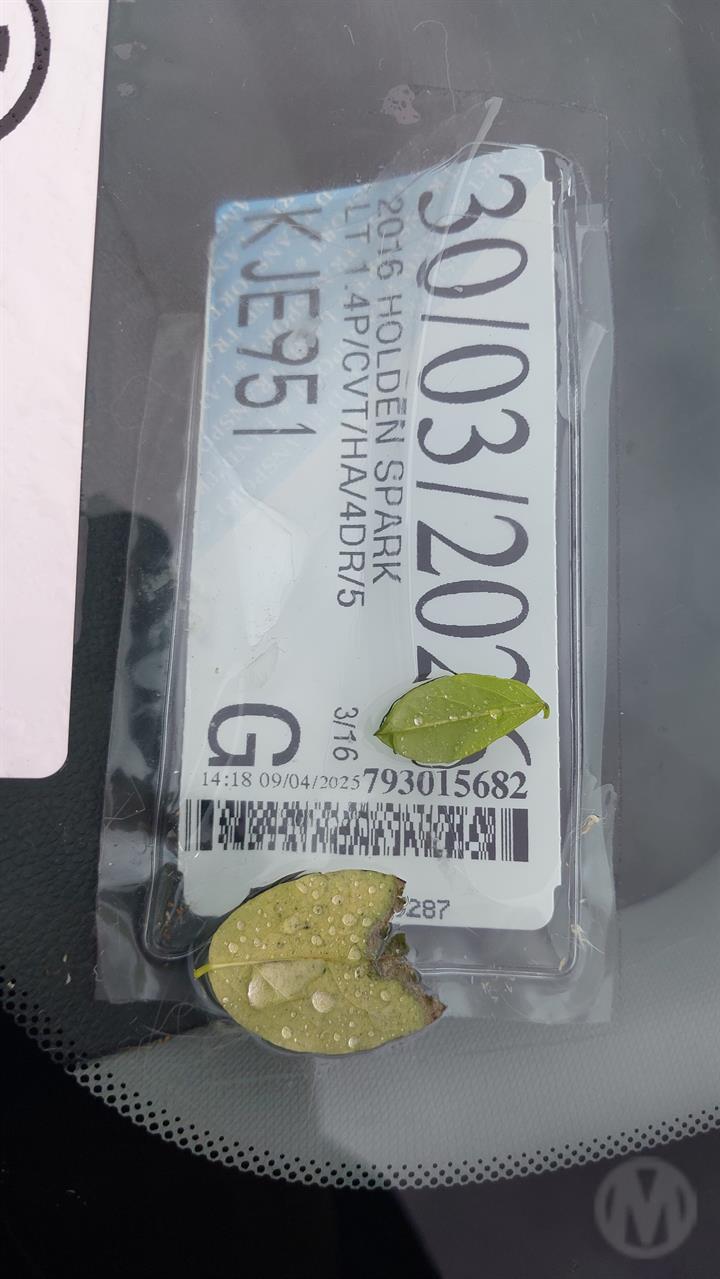 30/03/202
2016 HOLDEN SPARK
LT 1.4P/CVT/HA/4DR/5
KJE951
3/16
G
14:18 09/04/2025 793015682
287
M